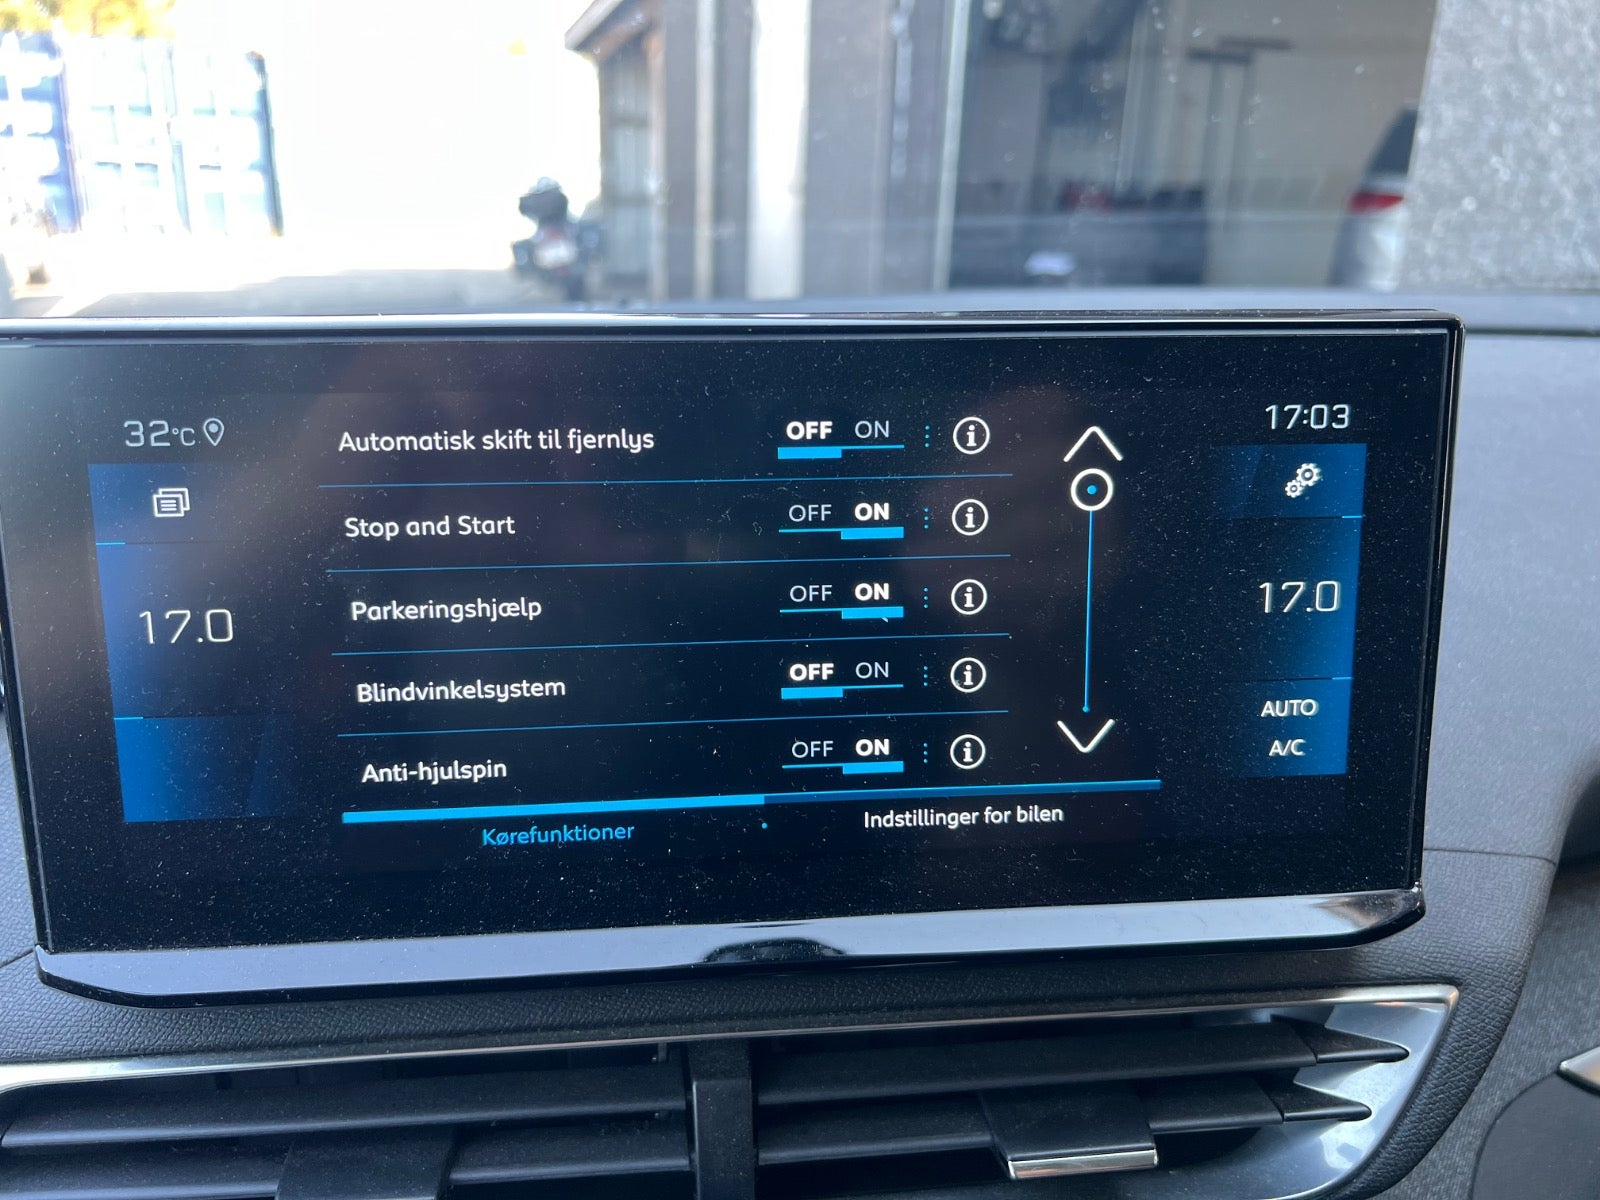 32°C
17:03
Automatisk skift til fjernlys OFF ON
Stop and Start OFF ON
Parkeringshjælp OFF ON
Blindvinkelsystem OFF ON
Anti-hjulspin OFF ON
17.0
17.0
AUTO
A/C
Kørefunktioner
Indstillinger for bilen